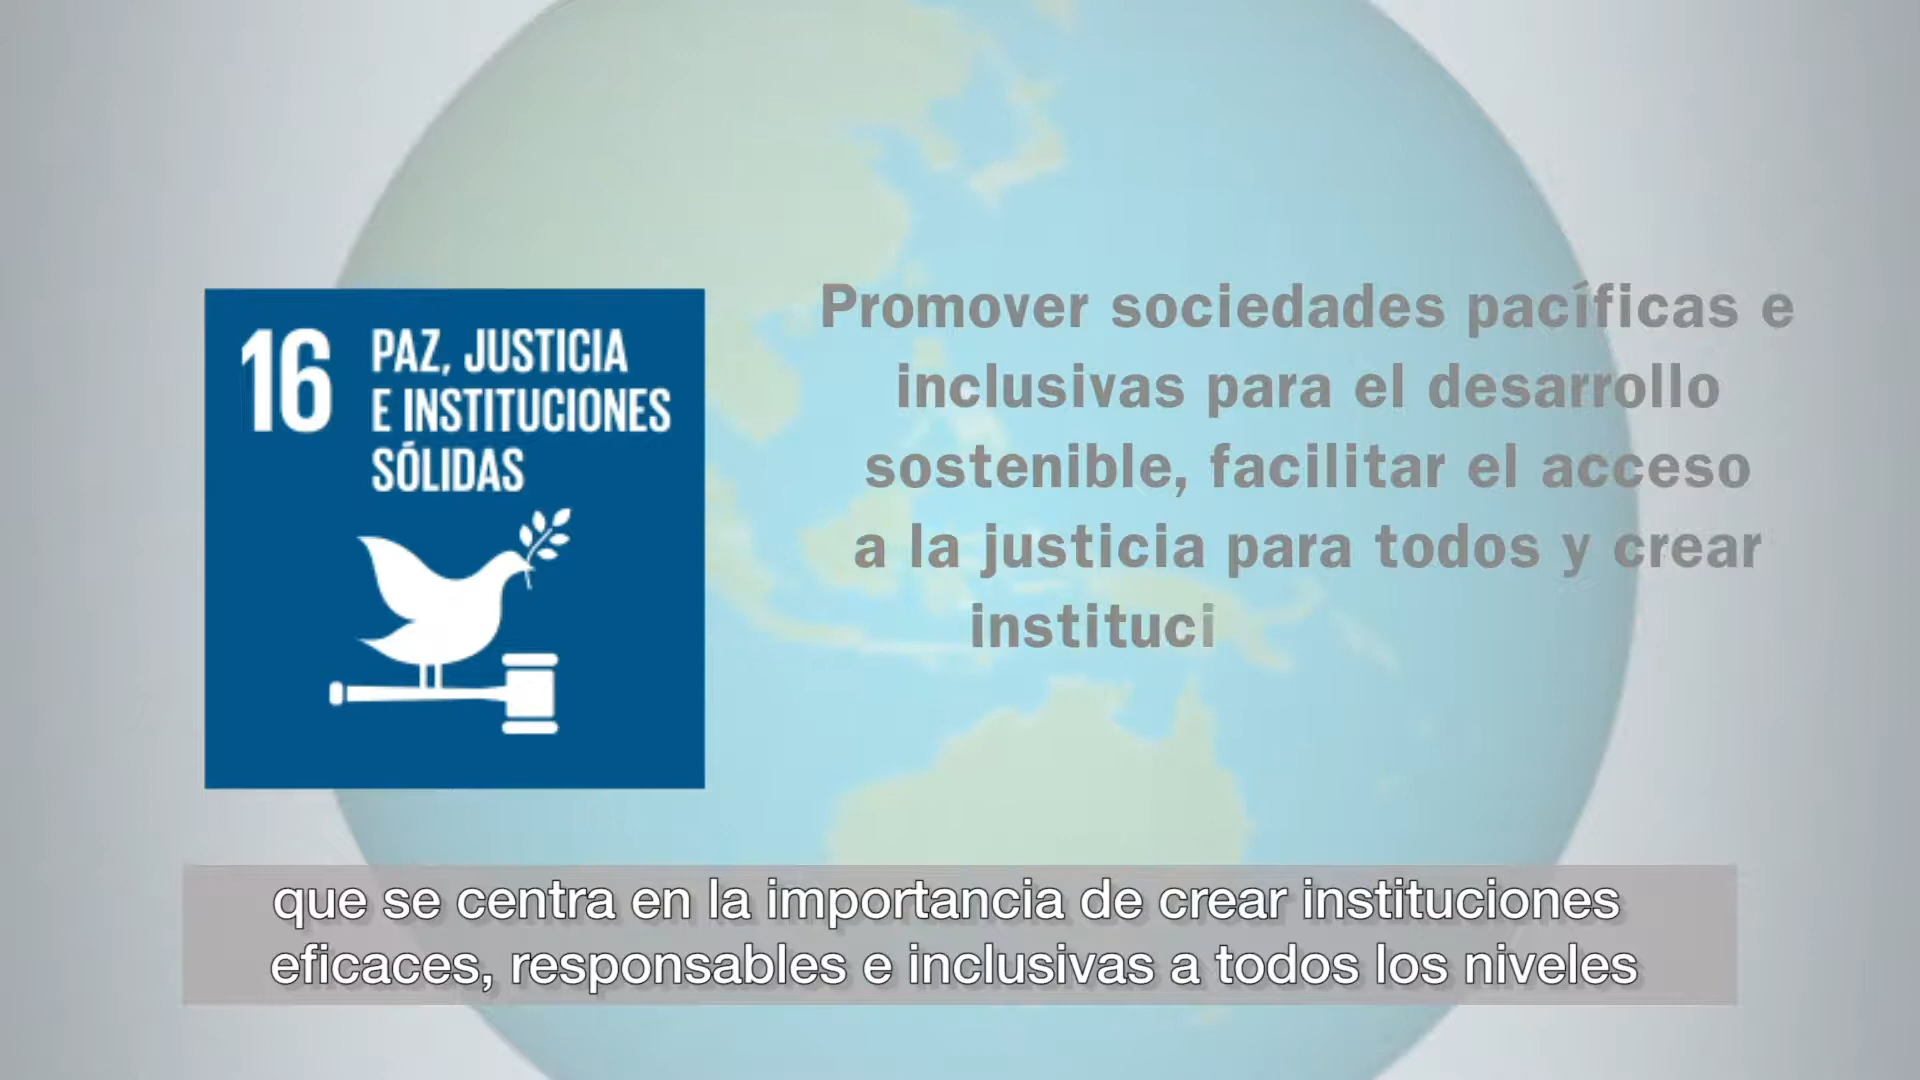 16
PAZ, JUSTICIA
E INSTITUCIONES
SÓLIDAS
Promover sociedades pacíficas e
inclusivas para el desarrollo
sostenible, facilitar el acceso
a la justicia para todos y crear
instituci
que se centra en la importancia de crear instituciones
eficaces, responsables e inclusivas a todos los niveles